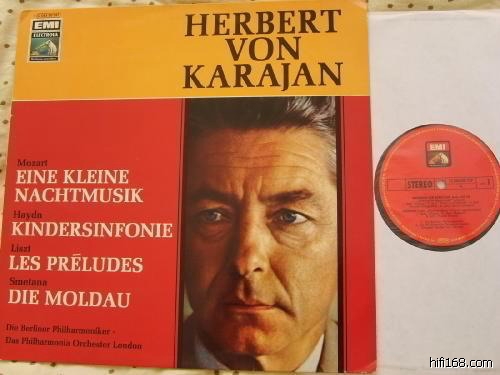 EMI
ELECTROLA
HERBERT
VON
KARAJAN
Mozart
EINE KLEINE
NACHTMUSIK
Haydn
KINDERSINFONIE
Liszt
LES PRÉLUDES
Smetana
DIE MOLDAU
Die Berliner Philharmoniker ·
Das Philharmonia Orchester London
EMI
STEREO
1
hifi168.com